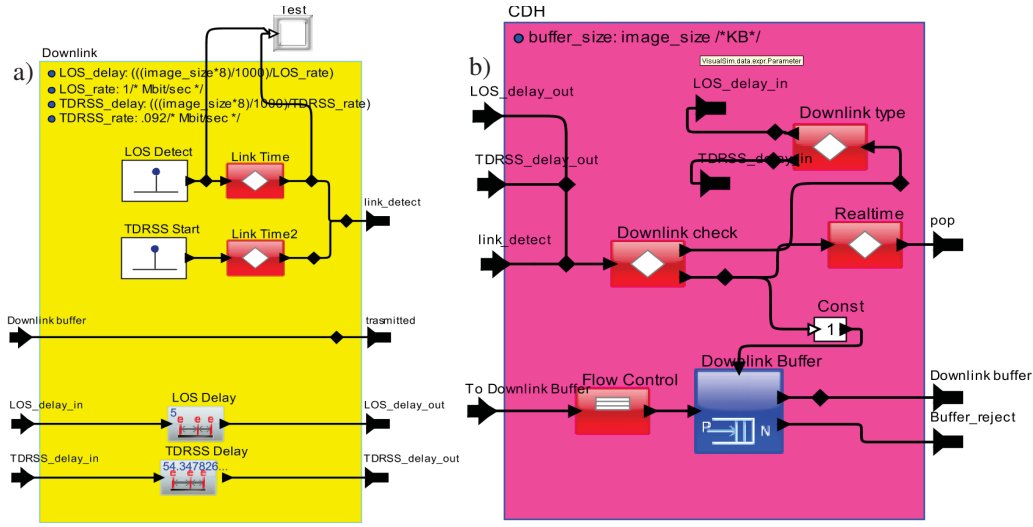 Test
Downlink
a)
LOS_delay: (((image_size*8)/1000)/LOS_rate)
LOS_rate: 1/* Mbit/sec */
TDRSS_delay: (((image_size*8)/1000)/TDRSS_rate)
TDRSS_rate: .092/* Mbit/sec */
LOS Detect
Link Time
link_detect
TDRSS Start
Link Time2
Downlink buffer
trasmitted
LOS Delay
LOS_delay_in
5
e e e
LOS_delay_out
TDRSS Delay
TDRSS_delay_in
54.347826...
e e e
TDRSS_delay_out
CDH
buffer_size: image_size /*KB*/
b)
VisualSim.data.expr.Parameter
LOS_delay_out
LOS_delay_in
Downlink type
TDRSS_delay_out
TDRSS_delay_in
Realtime
pop
link_detect
Downlink check
Const
1
Downlink Buffer
To Downlink Buffer
Flow Control
P N
Downlink buffer
Buffer_reject